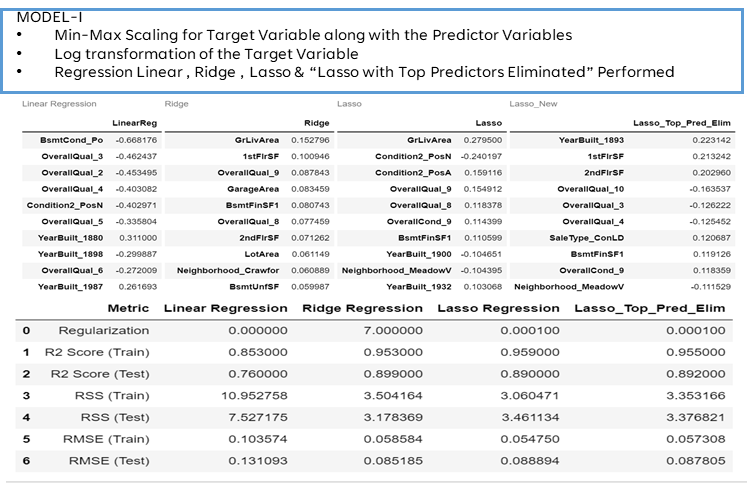 MODEL-I
• Min-Max Scaling for Target Variable along with the Predictor Variables
• Log transformation of the Target Variable
• Regression Linear , Ridge , Lasso & “Lasso with Top Predictors Eliminated” Performed
Linear Regression Ridge Lasso Lasso_New
LinearReg Ridge Lasso Lasso_Top_Pred_Elim
BsmtCond_Po -0.668176 GrLivArea 0.152796 GrLivArea 0.279500 YearBuilt_1893 0.223142
OverallQual_3 -0.462437 1stFlrSF 0.100946 Condition2_PosN -0.240197 1stFlrSF 0.213242
OverallQual_2 -0.453495 OverallQual_9 0.087843 Condition2_PosA 0.159116 2ndFlrSF 0.202960
OverallQual_4 -0.403082 GarageArea 0.083459 OverallQual_9 0.154912 OverallQual_10 -0.163537
Condition2_PosN -0.402971 BsmtFinSF1 0.080743 OverallQual_8 0.118378 OverallQual_3 -0.126222
OverallQual_5 -0.335804 OverallQual_8 0.077459 OverallCond_9 0.114399 OverallQual_4 -0.125452
YearBuilt_1880 0.311000 2ndFlrSF 0.071262 BsmtFinSF1 0.110599 SaleType_ConLD 0.120687
YearBuilt_1898 -0.299887 LotArea 0.061149 YearBuilt_1900 -0.104651 BsmtFinSF1 0.119126
OverallQual_6 -0.272009 Neighborhood_Crawfor 0.060889 Neighborhood_MeadowV -0.104395 OverallCond_9 0.118359
YearBuilt_1987 0.261693 BsmtUnfSF 0.059987 YearBuilt_1932 0.103068 Neighborhood_MeadowV -0.111529
Metric Linear Regression Ridge Regression Lasso Regression Lasso_Top_Pred_Elim
0 Regularization 0.000000 7.000000 0.000100 0.000100
1 R2 Score (Train) 0.853000 0.953000 0.959000 0.955000
2 R2 Score (Test) 0.760000 0.899000 0.890000 0.892000
3 RSS (Train) 10.952758 3.504164 3.060471 3.353166
4 RSS (Test) 7.527175 3.178369 3.461134 3.376821
5 RMSE (Train) 0.103574 0.058584 0.054750 0.057308
6 RMSE (Test) 0.131093 0.085185 0.088894 0.087805